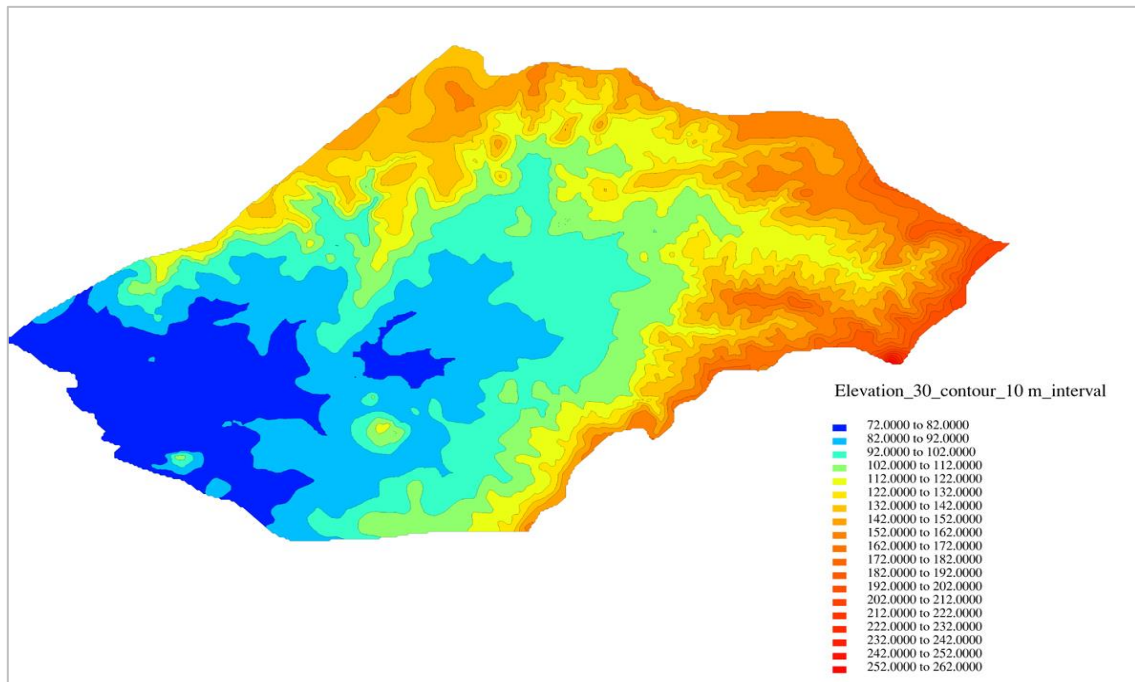 Elevation_30_contour_10 m_interval
72.0000 to 82.0000
82.0000 to 92.0000
92.0000 to 102.0000
102.0000 to 112.0000
112.0000 to 122.0000
122.0000 to 132.0000
132.0000 to 142.0000
142.0000 to 152.0000
152.0000 to 162.0000
162.0000 to 172.0000
172.0000 to 182.0000
182.0000 to 192.0000
192.0000 to 202.0000
202.0000 to 212.0000
212.0000 to 222.0000
222.0000 to 232.0000
232.0000 to 242.0000
242.0000 to 252.0000
252.0000 to 262.0000